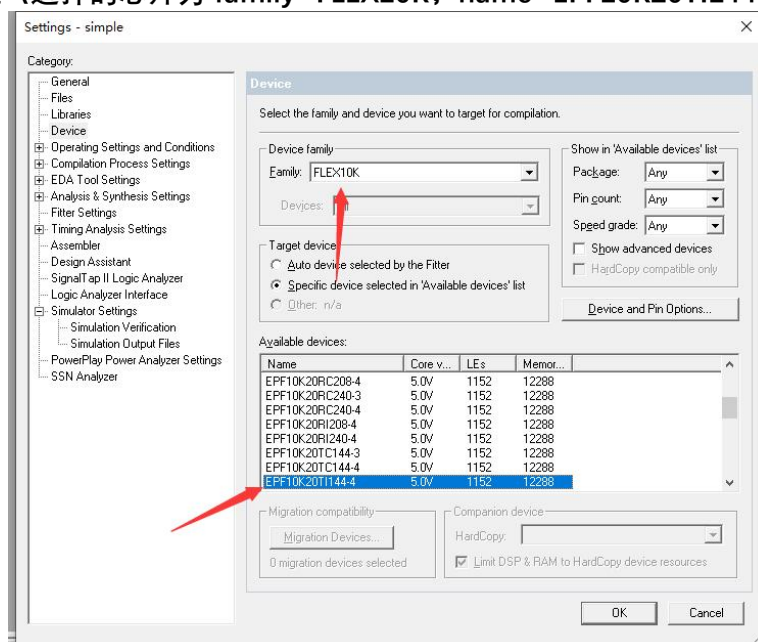 Settings - simple
Category:
General
Files
Libraries
Device
Operating Settings and Conditions
Compilation Process Settings
EDA Tool Settings
Analysis & Synthesis Settings
Fitter Settings
Timing Analysis Settings
Assembler
Design Assistant
SignalTap II Logic Analyzer
Logic Analyzer Interface
Simulator Settings
Simulation Verification
Simulation Output Files
PowerPlay Power Analyzer Settings
SSN Analyzer
Device
Select the family and device you want to target for compilation.
Device family
Family: FLEX10K
Devices:
Show in 'Available devices' list
Package: Any
Pin count: Any
Speed grade: Any
Show advanced devices
HardCopy compatible only
Target device
Auto device selected by the Fitter
Specific device selected in 'Available devices' list
Other: n/a
Device and Pin Options...
Available devices:
Name Core v... LEs Memor...
EPF10K20RC208-4 5.0V 1152 12288
EPF10K20RC240-3 5.0V 1152 12288
EPF10K20RC240-4 5.0V 1152 12288
EPF10K20RI208-4 5.0V 1152 12288
EPF10K20RI240-4 5.0V 1152 12288
EPF10K20TC144-3 5.0V 1152 12288
EPF10K20TC144-4 5.0V 1152 12288
EPF10K20TI144-4 5.0V 1152 12288
Migration compatibility
Migration Devices...
0 migration devices selected
Companion device
HardCopy:
Limit DSP & RAM to HardCopy device resources
OK Cancel